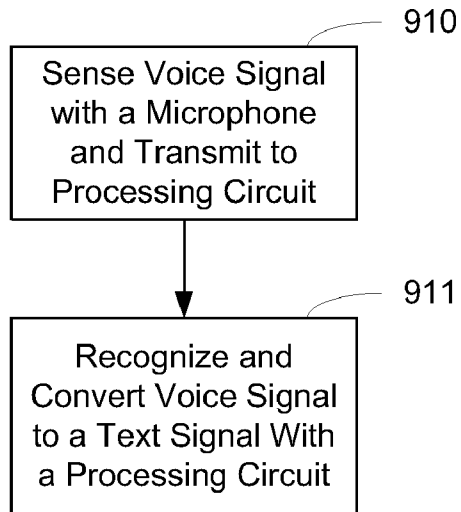 910
Sense Voice Signal
with a Microphone
and Transmit to
Processing Circuit
911
Recognize and
Convert Voice Signal
to a Text Signal With
a Processing Circuit